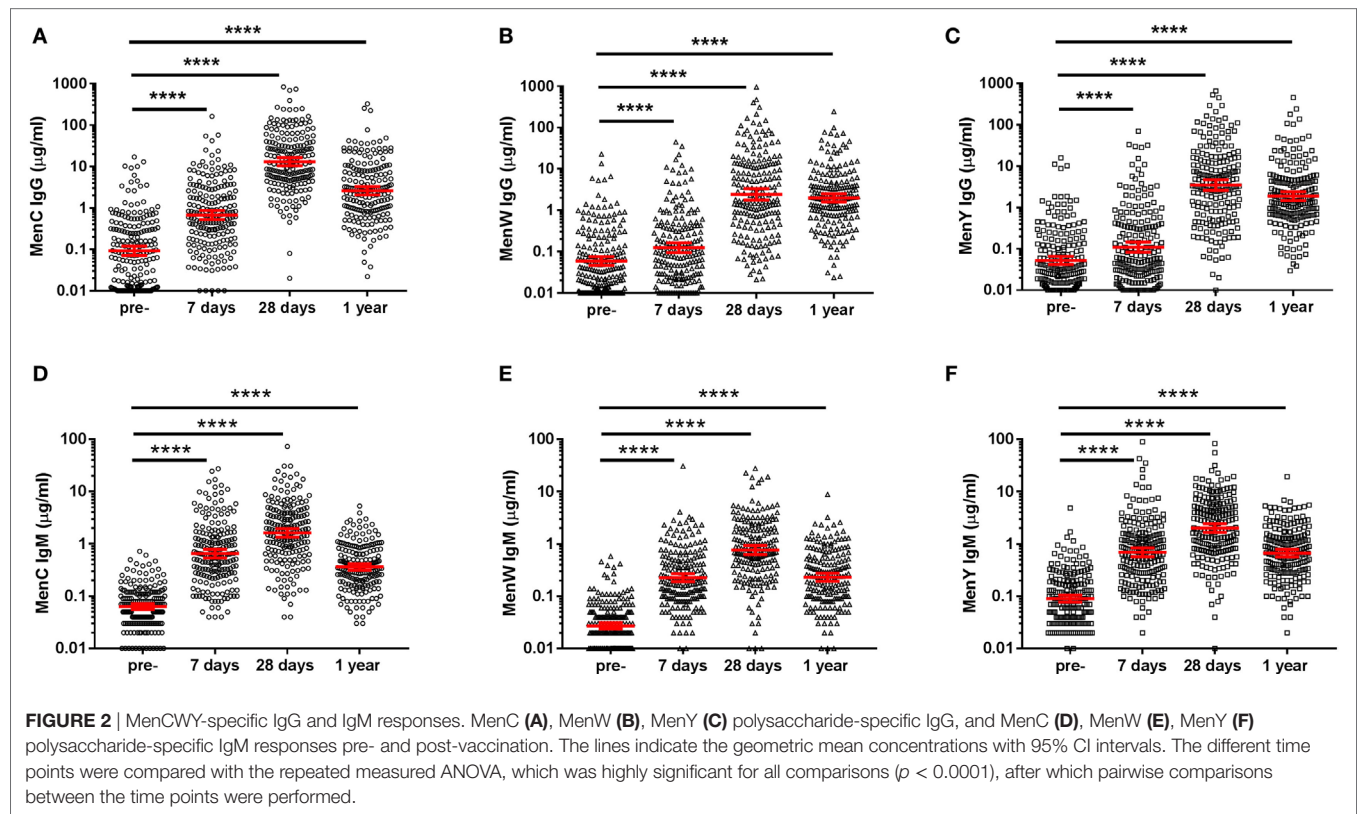 A
****
****
****
MenC IgG (µg/ml)
1000
100
10
1
0.1
0.01
pre-
7 days
28 days
1 year
B
****
****
****
MenW IgG (µg/ml)
1000
100
10
1
0.1
0.01
pre-
7 days
28 days
1 year
C
****
****
****
MenY IgG (µg/ml)
1000
100
10
1
0.1
0.01
pre-
7 days
28 days
1 year
D
****
****
****
MenC IgM (µg/ml)
100
10
1
0.1
0.01
pre-
7 days
28 days
1 year
E
****
****
****
MenW IgM (µg/ml)
100
10
1
0.1
0.01
pre-
7 days
28 days
1 year
F
****
****
****
MenY IgM (µg/ml)
100
10
1
0.1
0.01
pre-
7 days
28 days
1 year
FIGURE 2 | MenCWY-specific IgG and IgM responses. MenC (A), MenW (B), MenY (C) polysaccharide-specific IgG, and MenC (D), MenW (E), MenY (F)
polysaccharide-specific IgM responses pre- and post-vaccination. The lines indicate the geometric mean concentrations with 95% CI intervals. The different time
points were compared with the repeated measured ANOVA, which was highly significant for all comparisons (p < 0.0001), after which pairwise comparisons
between the time points were performed.